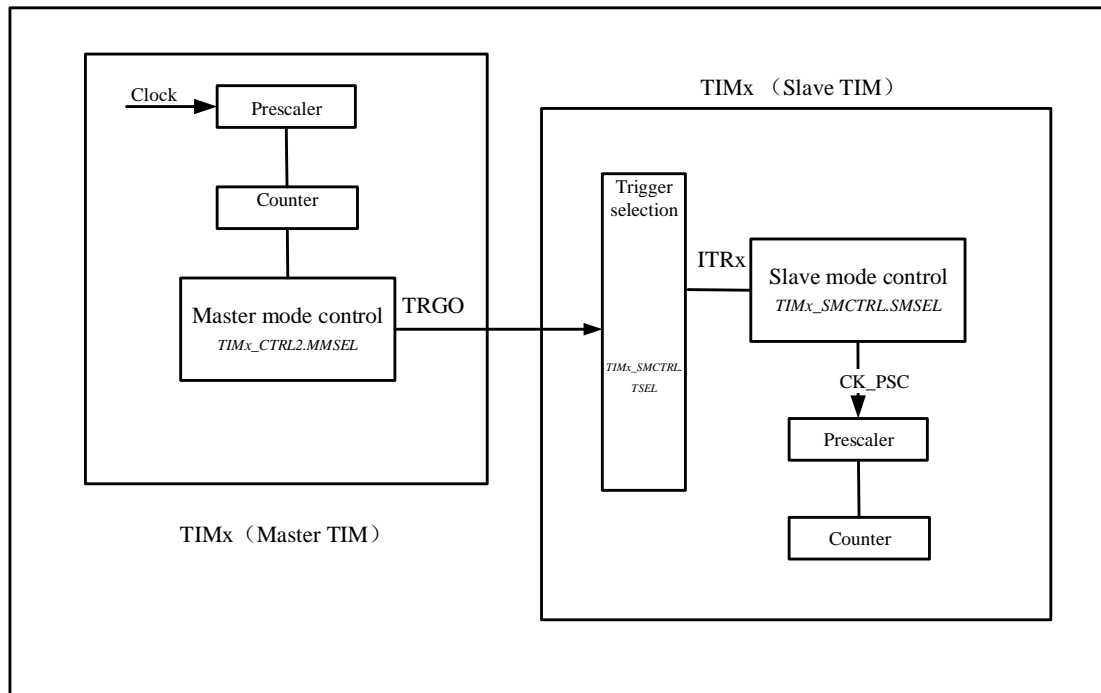 Clock
Prescaler
Counter
Master mode control
TIMx_CTRL2.MMSEL
TRGO
TIMx（Master TIM）
TIMx （Slave TIM）
Trigger
selection
TIMx_SMCTRL.
TSEL
ITRx
Slave mode control
TIMx_SMCTRL.SMSEL
CK_PSC
Prescaler
Counter